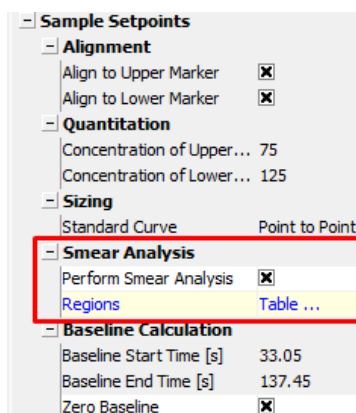 Sample Setpoints
Alignment
Align to Upper Marker
Align to Lower Marker
Quantitation
Concentration of Upper... 75
Concentration of Lower... 125
Sizing
Standard Curve Point to Point
Smear Analysis
Perform Smear Analysis
Regions Table ...
Baseline Calculation
Baseline Start Time [s] 33.05
Baseline End Time [s] 137.45
Zero Baseline